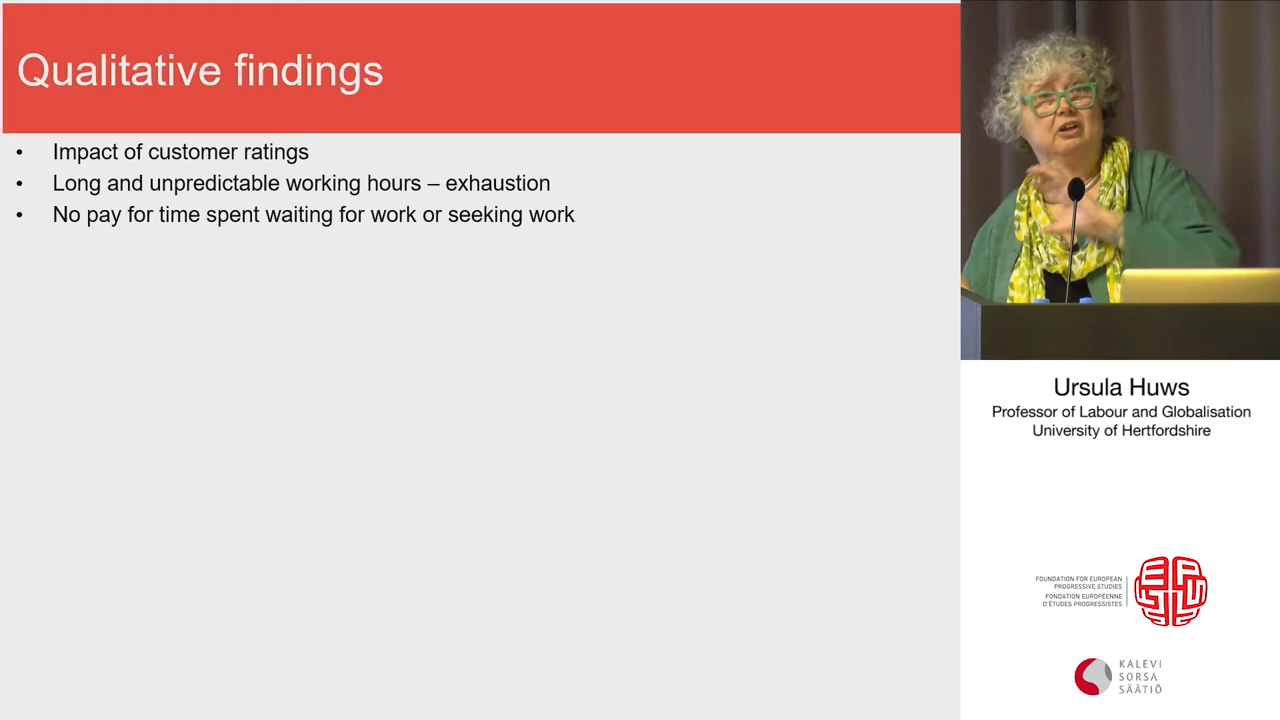 Qualitative findings
• Impact of customer ratings
• Long and unpredictable working hours – exhaustion
• No pay for time spent waiting for work or seeking work
Ursula Huws
Professor of Labour and Globalisation
University of Hertfordshire
FOUNDATION FOR EUROPEAN
PROGRESSIVE STUDIES
FONDATION EUROPÉENNE
D'ÉTUDES PROGRESSISTES
KALEVI
SORSA
SÄÄTIÖ